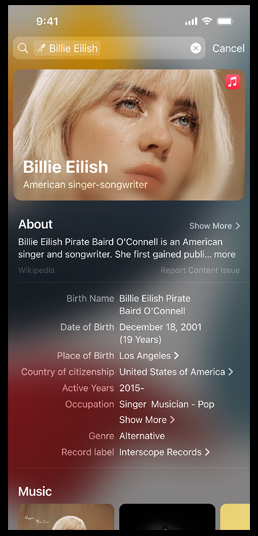 9:41
Billie Eilish
Cancel
Billie Eilish
American singer-songwriter
About
Show More
Billie Eilish Pirate Baird O'Connell is an American
singer and songwriter. She first gained publi... more
Wikipedia
Report Content Issue
Birth Name Billie Eilish Pirate
Baird O'Connell
Date of Birth December 18, 2001
(19 Years)
Place of Birth Los Angeles
Country of citizenship United States of America
Active Years 2015-
Occupation Singer Musician - Pop
Show More
Genre Alternative
Record label Interscope Records
Music